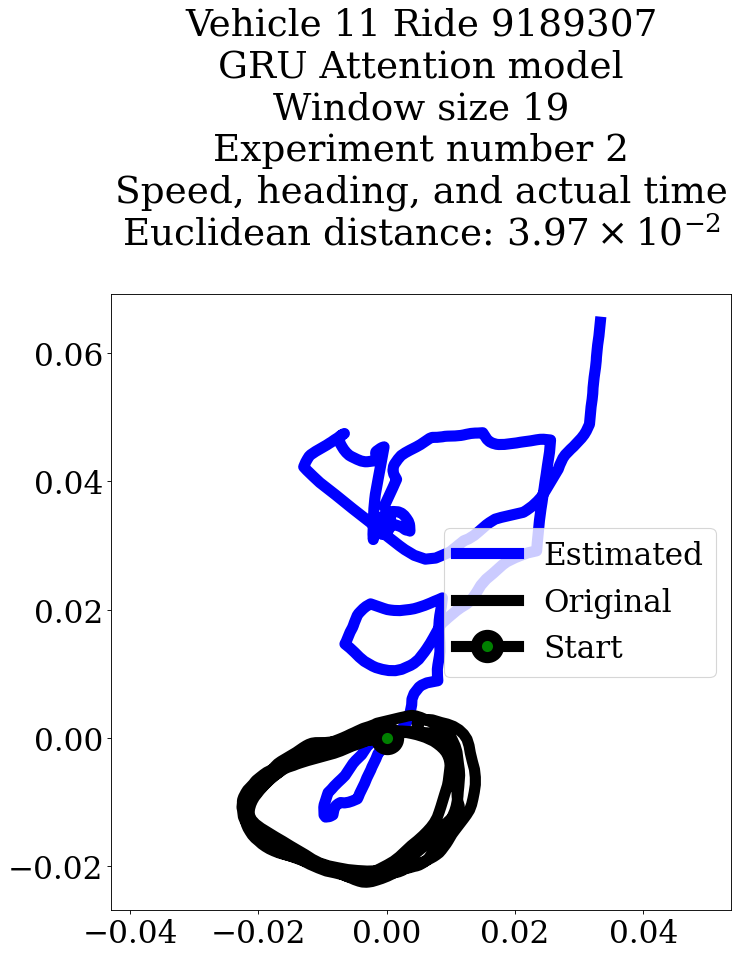 Vehicle 11 Ride 9189307
GRU Attention model
Window size 19
Experiment number 2
Speed, heading, and actual time
Euclidean distance: 3.97 × 10⁻²
0.06
0.04
0.02
0.00
−0.02
Estimated
Original
Start
−0.04 −0.02 0.00 0.02 0.04